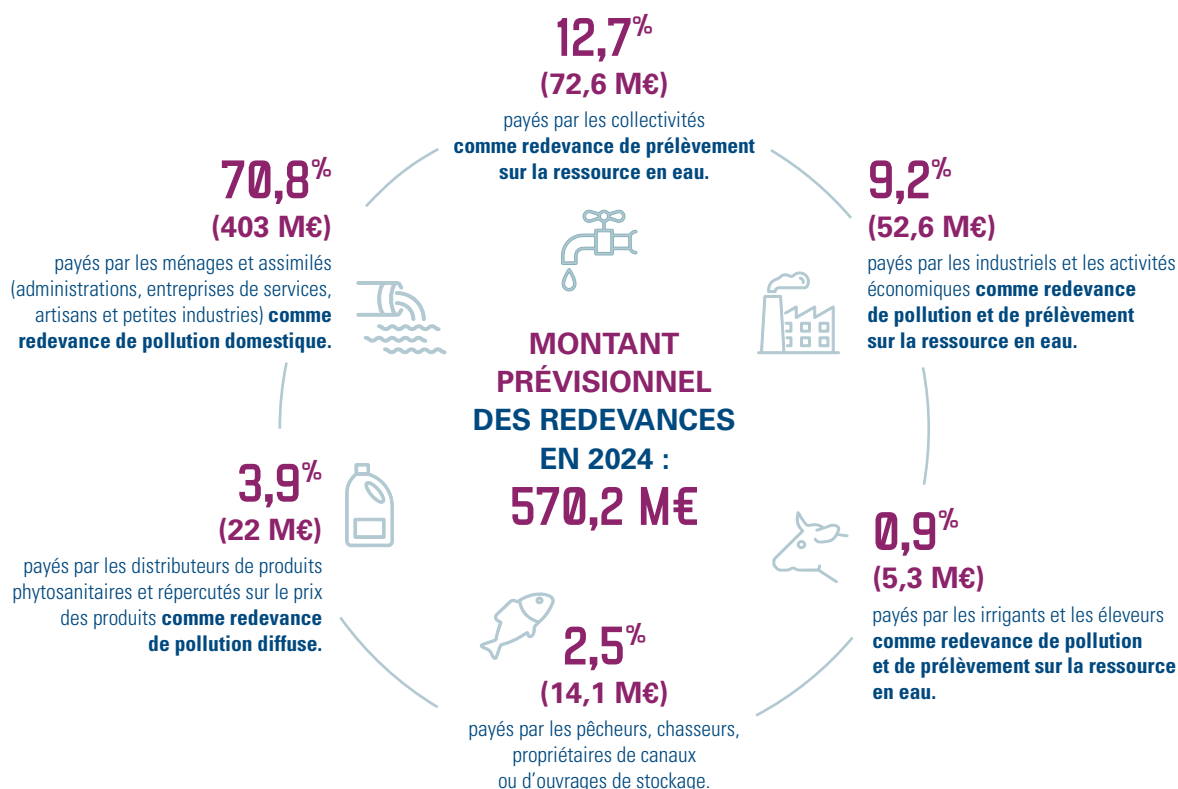 12,7%
(72,6 M€)
payés par les collectivités
comme redevance de prélèvement
sur la ressource en eau.
70,8%
(403 M€)
payés par les ménages et assimilés
(administrations, entreprises de services,
artisans et petites industries) comme
redevance de pollution domestique.
9,2%
(52,6 M€)
payés par les industriels et les activités
économiques comme redevance
de pollution et de prélèvement
sur la ressource en eau.
MONTANT
PRÉVISIONNEL
DES REDEVANCES
EN 2024 :
570,2 M€
3,9%
(22 M€)
payés par les distributeurs de produits
phytosanitaires et répercutés sur le prix
des produits comme redevance
de pollution diffuse.
0,9%
(5,3 M€)
payés par les irrigants et les éleveurs
comme redevance de pollution
et de prélèvement sur la ressource
en eau.
2,5%
(14,1 M€)
payés par les pêcheurs, chasseurs,
propriétaires de canaux
ou d'ouvrages de stockage.